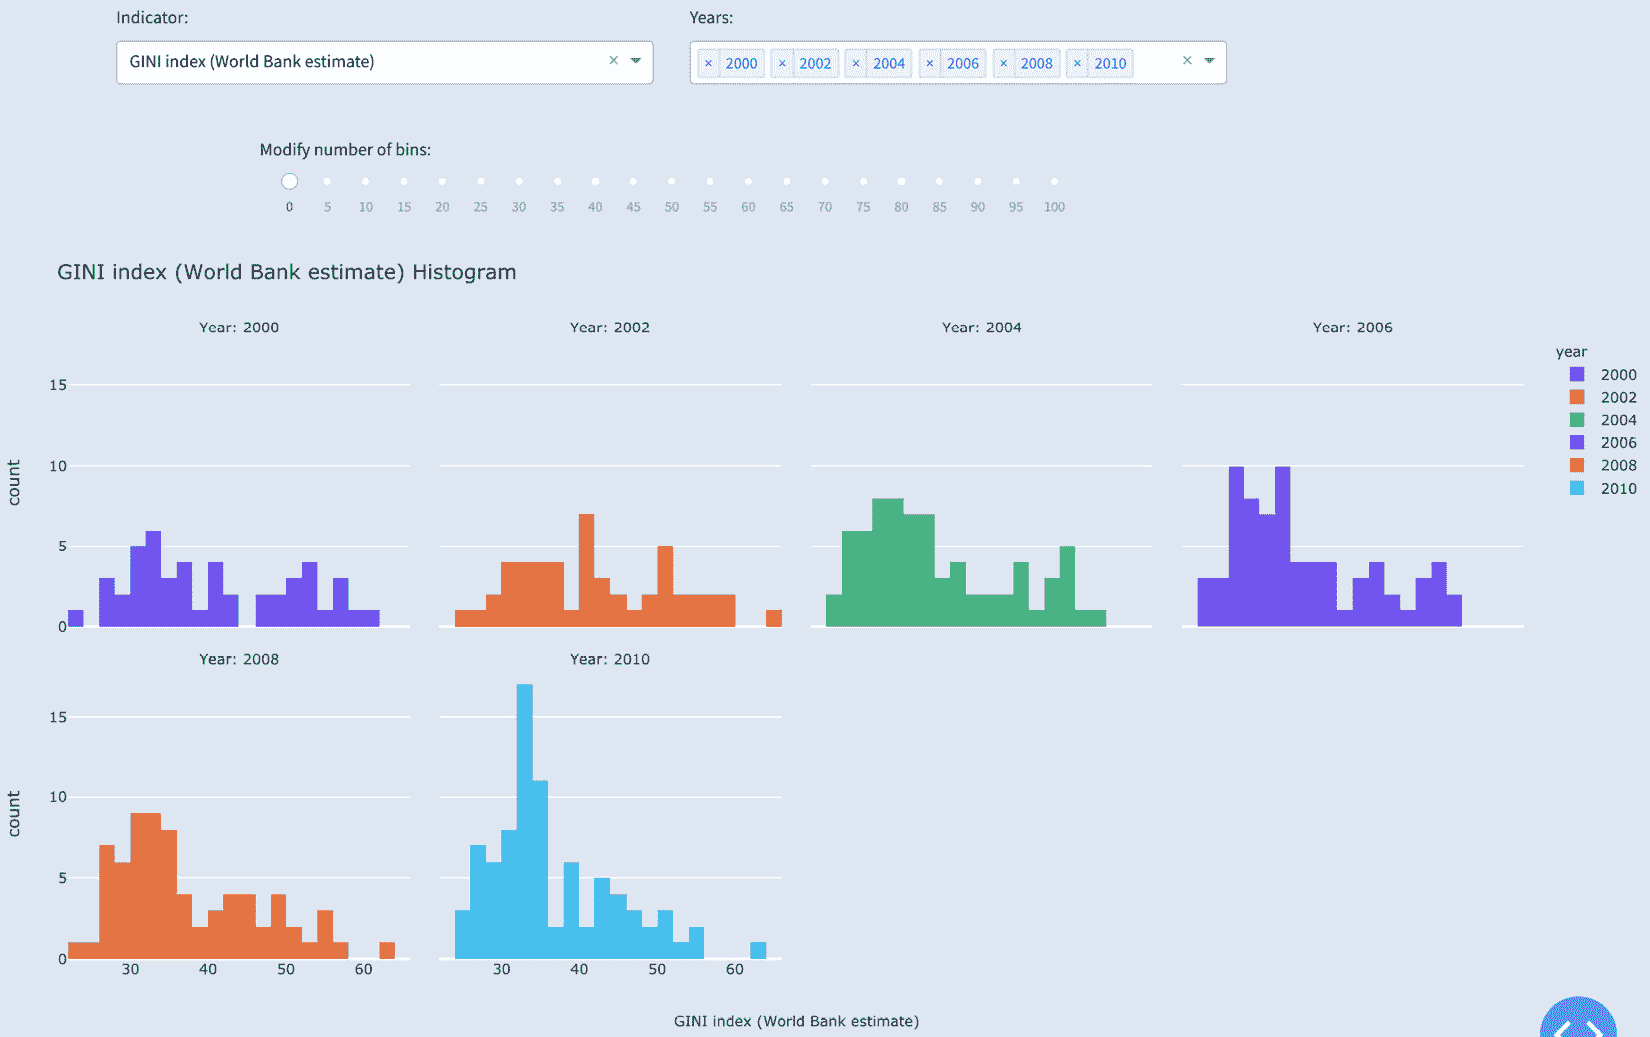 Indicator: Years:
GINI index (World Bank estimate) × × 2000 × 2002 × 2004 × 2006 × 2008 × 2010 ×
Modify number of bins:
0 5 10 15 20 25 30 35 40 45 50 55 60 65 70 75 80 85 90 95 100
GINI index (World Bank estimate) Histogram
Year: 2000 Year: 2002 Year: 2004 Year: 2006
year
2000
2002
2004
2006
2008
2010
15
10
5
0
count
Year: 2008 Year: 2010
15
10
5
0
count
30 40 50 60 30 40 50 60
GINI index (World Bank estimate)